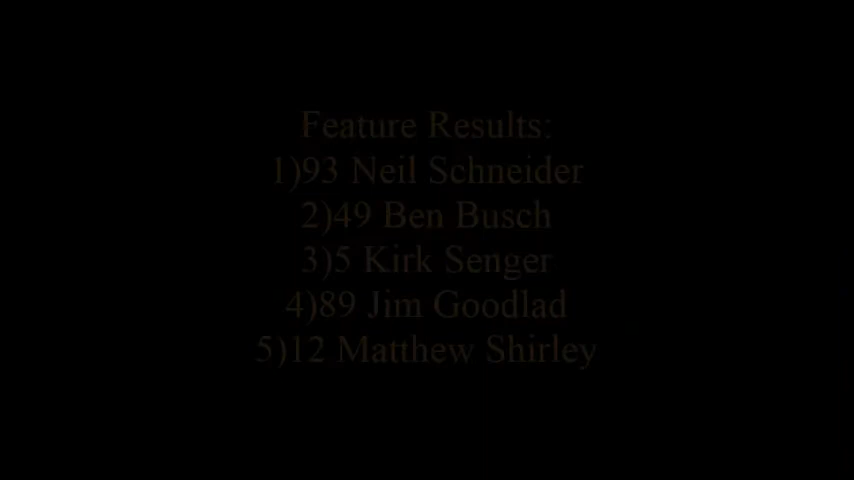 Feature Results:
1)93 Neil Schneider
2)49 Ben Busch
3)5 Kirk Senger
4)89 Jim Goodlad
5)12 Matthew Shirley